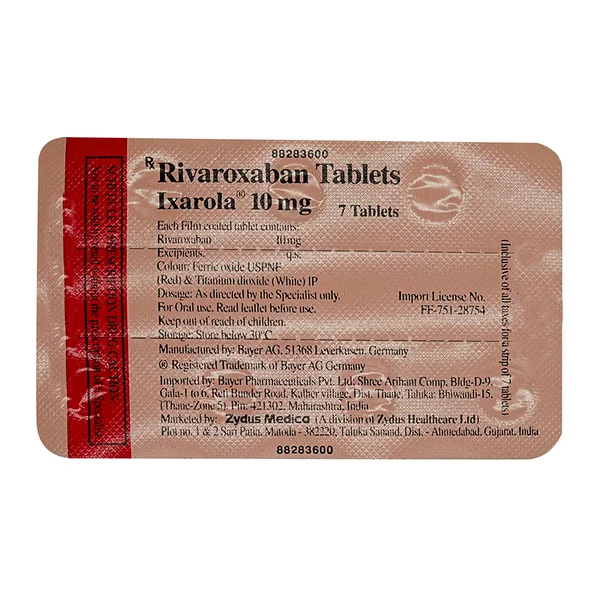 88283600
Rx Rivaroxaban Tablets
Ixarola® 10 mg 7 Tablets
Each Film coated tablet contains:
Rivaroxaban 10 mg
Excipients. q.s.
Colour: Ferric oxide USPNF
(Red) & Titanium dioxide (White) IP
Dosage: As directed by the Specialist only.
For Oral use. Read leaflet before use.
Keep out of reach of children.
Storage: Store below 30°C
Import License No.
FF-751-28754
Manufactured by: Bayer AG, 51368 Leverkusen, Germany
® Registered Trademark of Bayer AG Germany
Imported by: Bayer Pharmaceuticals Pvt. Ltd. Shree Arihant Comp, Bldg-D-9,
Gala-1 to 6, Reti Bunder Road, Kalher village, Dist. Thane, Taluka: Bhiwandi-15.
(Thane-Zone 5). Pin: 421302, Maharashtra, India
Marketed by: Zydus Medica (A division of Zydus Healthcare Ltd)
Plot no. 1 & 2 Sari Patia, Matoda - 382220, Taluka Sanand, Dist. - Ahmedabad, Gujarat, India
88283600
(Inclusive of all taxes for a strip of 7 tablets)
SCHEDULE H PRESCRIPTION DRUG-CAUTION